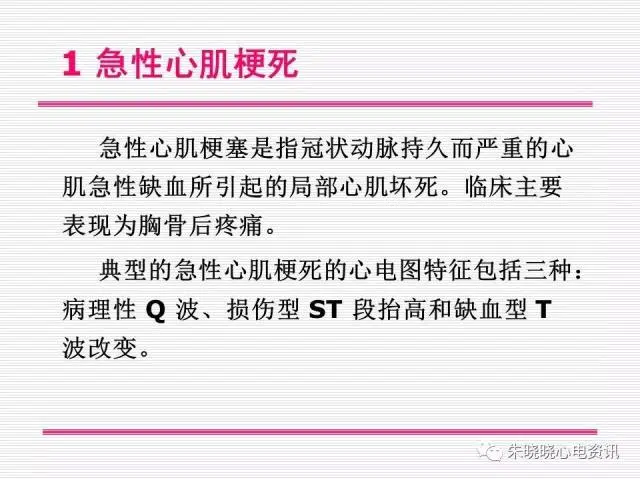 1 急性心肌梗死
急性心肌梗塞是指冠状动脉持久而严重的心
肌急性缺血所引起的局部心肌坏死。临床主要
表现为胸骨后疼痛。
典型的急性心肌梗死的心电图特征包括三种：
病理性 Q 波、损伤型 ST 段抬高和缺血型 T
波改变。
朱晓晓心电资讯